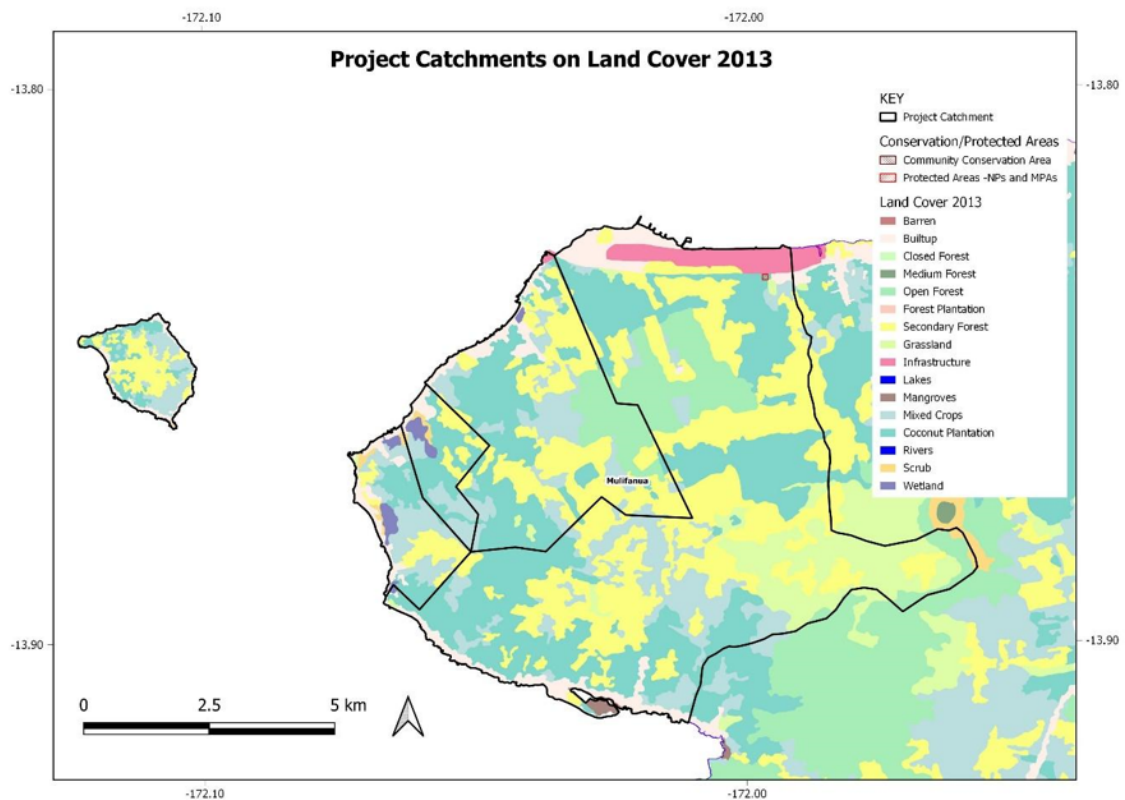 -172.10
-172.00
Project Catchments on Land Cover 2013
-13.80
-13.80
KEY
Project Catchment
Conservation/Protected Areas
Community Conservation Area
Protected Areas -NPs and MPAs
Land Cover 2013
Barren
Builtup
Closed Forest
Medium Forest
Open Forest
Forest Plantation
Secondary Forest
Grassland
Infrastructure
Lakes
Mangroves
Mixed Crops
Coconut Plantation
Rivers
Scrub
Wetland
Mulifanua
-13.90
-13.90
0 2.5 5 km
-172.10
-172.00